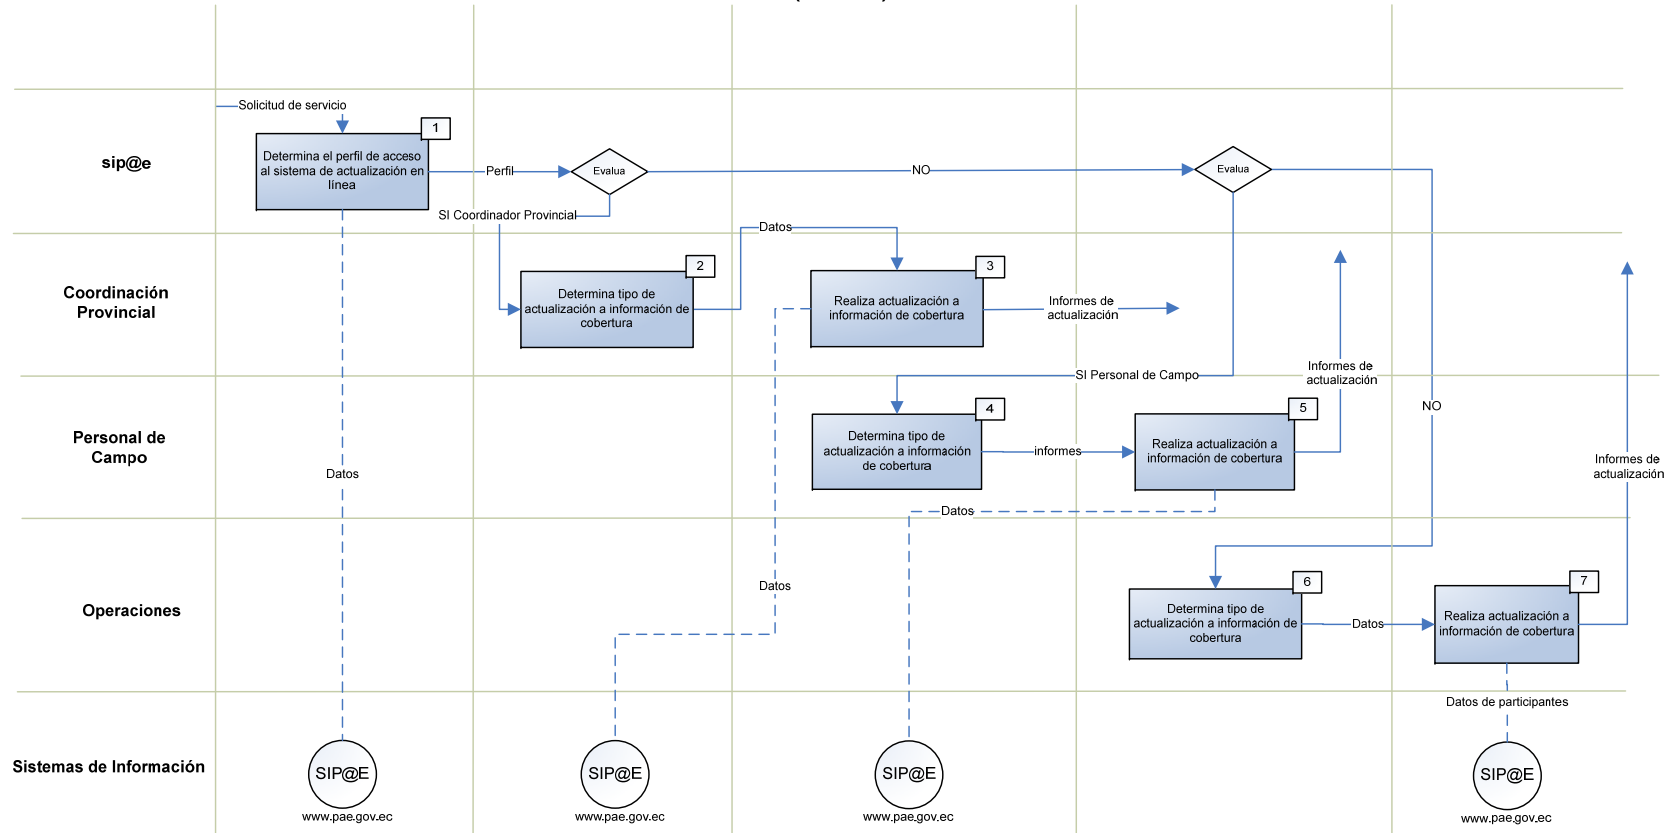 Solicitud de servicio
1
sip@e
Determina el perfil de acceso
al sistema de actualización en
línea
Perfil
Evalua
NO
Evalua
SI Coordinador Provincial
Datos
Coordinación
Provincial
2
Determina tipo de
actualización a información de
cobertura
3
Realiza actualización a
información de cobertura
Informes de
actualización
SI Personal de Campo
Informes de
actualización
NO
Personal de
Campo
4
Determina tipo de
actualización a información
de cobertura
informes
5
Realiza actualización a
información de cobertura
Informes de
actualización
Datos
Datos
Operaciones
Datos
6
Determina tipo de
actualización a información de
cobertura
Datos
7
Realiza actualización a
información de cobertura
Datos de participantes
Sistemas de Información
SIP@E
www.pae.gov.ec
SIP@E
www.pae.gov.ec
SIP@E
www.pae.gov.ec
SIP@E
www.pae.gov.ec